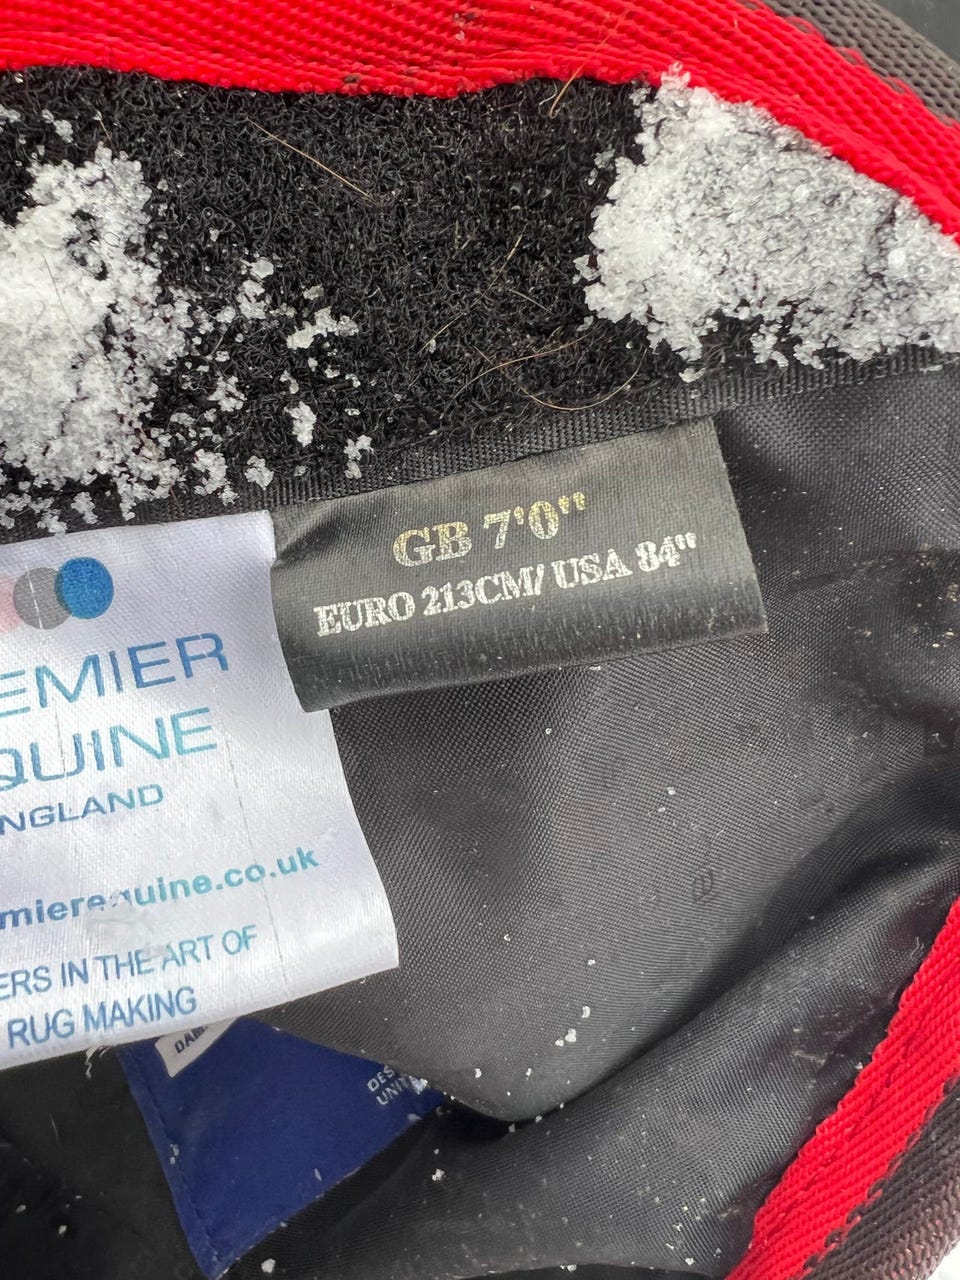 GB 7'0"
EURO 213CM/ USA 84"
EMIER
QUINE
NGLAND
mierequine.co.uk
ERS IN THE ART OF
RUG MAKING